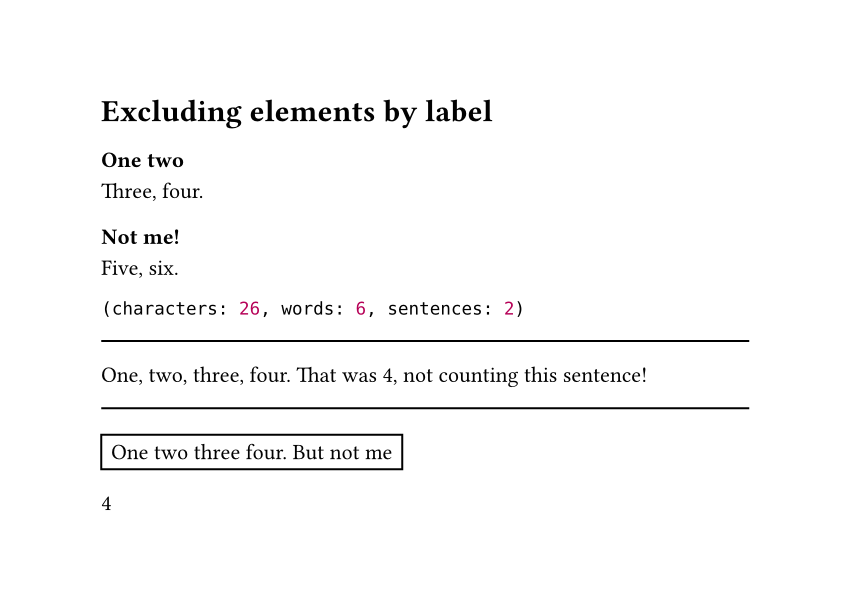 Excluding elements by label
One two
Three, four.
Not me!
Five, six.
(characters: 26, words: 6, sentences: 2)
One, two, three, four. That was 4, not counting this sentence!
One two three four. But not me
4